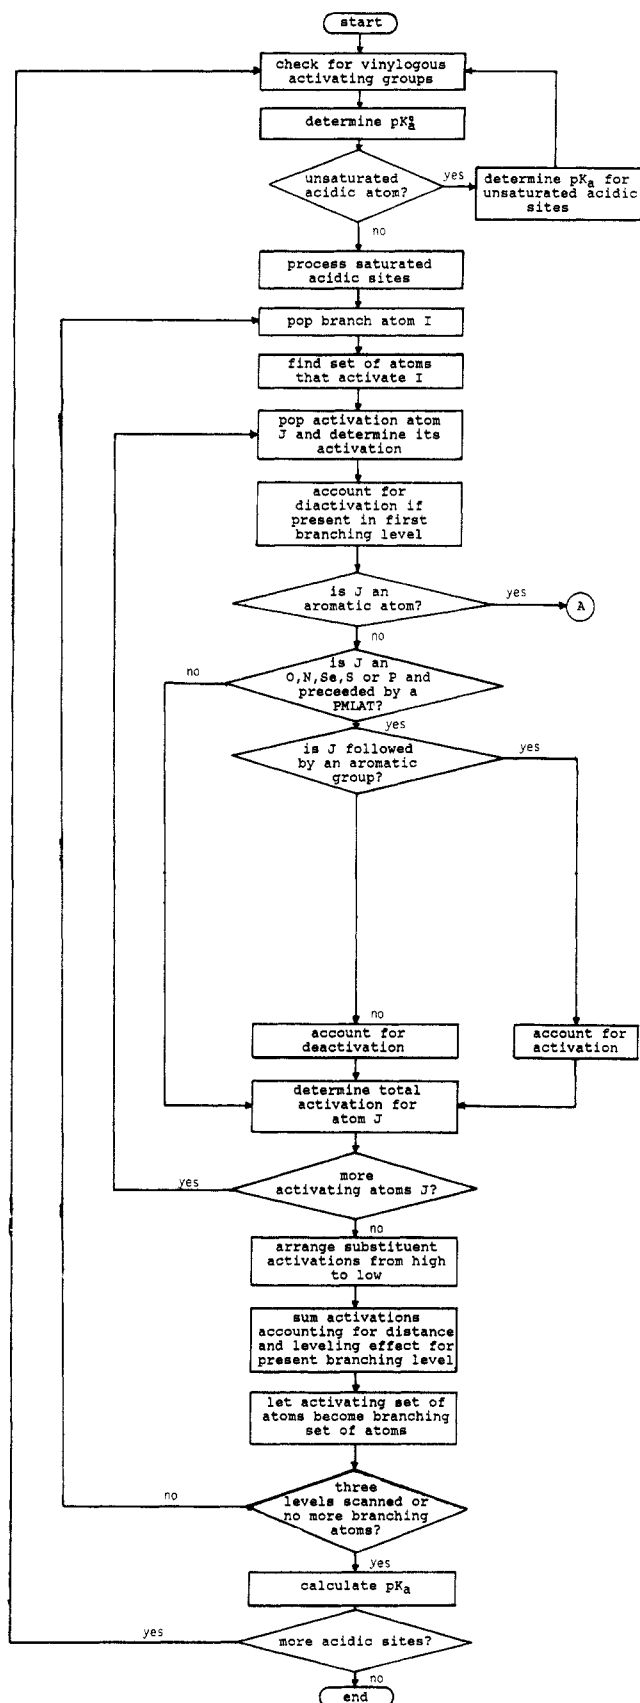 start
check for vinylogous
activating groups
determine pKa°
unsaturated
acidic atom?
yes
determine pKa for
unsaturated acidic
sites
no
process saturated
acidic sites
pop branch atom I
find set of atoms
that activate I
pop activation atom
J and determine its
activation
account for
diactivation if
present in first
branching level
is J an
aromatic atom?
yes
A
no
is J an
O,N,Se,S or P and
preceeded by a
PMLAT?
no
yes
is J followed
by an aromatic
group?
yes
no
account for
deactivation
account for
activation
determine total
activation for
atom J
more
activating atoms J?
yes
no
arrange substituent
activations from high
to low
sum activations
accounting for distance
and leveling effect for
present branching level
let activating set of
atoms become branching
set of atoms
three
levels scanned or
no more branching
atoms?
no
yes
calculate pKa
more acidic sites?
yes
no
end